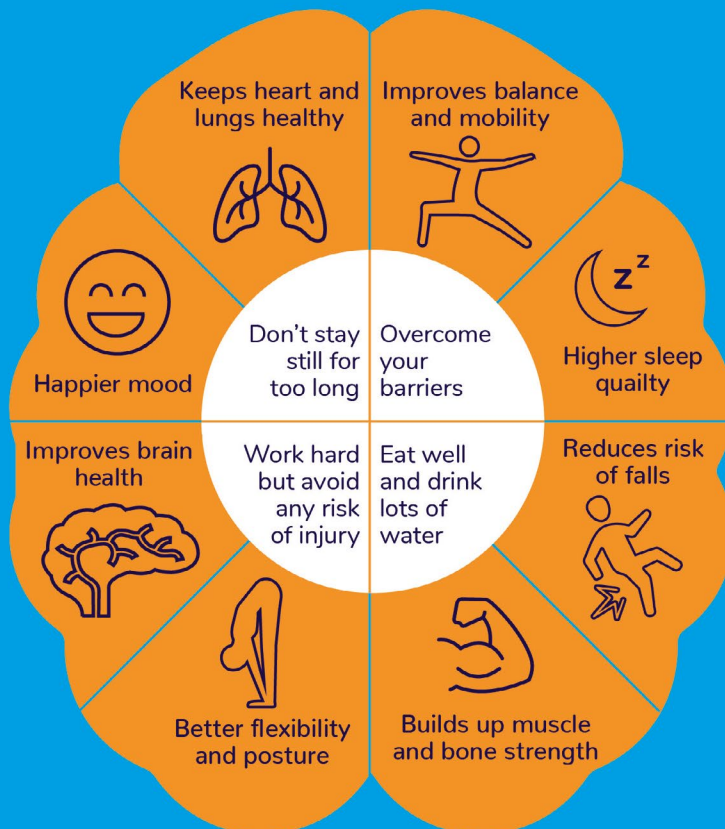 Keeps heart and
lungs healthy
Improves balance
and mobility
z z
Higher sleep
quailty
Reduces risk
of falls
Builds up muscle
and bone strength
Better flexibility
and posture
Improves brain
health
Happier mood
Don’t stay
still for
too long
Overcome
your
barriers
Work hard
but avoid
any risk
of injury
Eat well
and drink
lots of
water